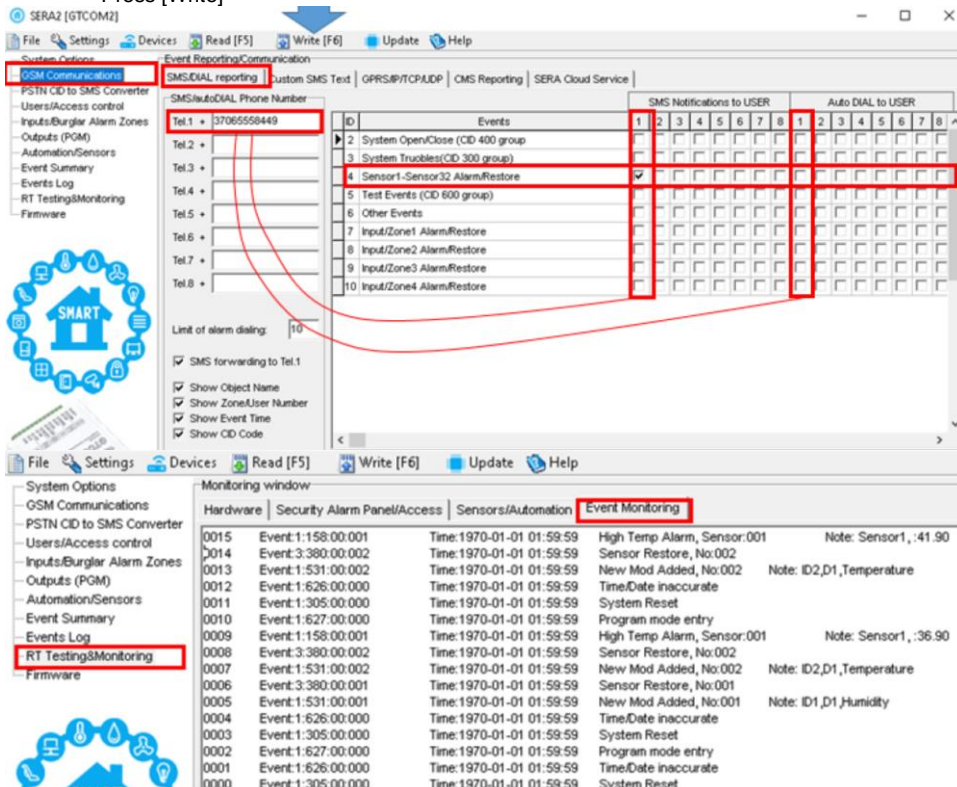 Press [Write]
SERA2 [GTCOM2]
File Settings Devices Read [F5] Write [F6] Update Help
System Options
GSM Communications
PSTN CID to SMS Converter
Users/Access control
Inputs/Burglar Alarm Zones
Outputs (PGM)
Automation/Sensors
Event Summary
Events Log
RT Testing&Monitoring
Firmware
SMART
Event Reporting/Communication
SMS/DIAL reporting Custom SMS Text GPRS/IP/TCP/UDP CMS Reporting SERA Cloud Service
SMS/autoDIAL Phone Number
Tel.1 + 37065558449
Tel.2 +
Tel.3 +
Tel.4 +
Tel.5 +
Tel.6 +
Tel.7 +
Tel.8 +
Limit of alarm dialing: 10
SMS forwarding to Tel.1
Show Object Name
Show Zone/User Number
Show Event Time
Show CID Code
SMS Notifications to USER Auto DIAL to USER
ID Events 1 2 3 4 5 6 7 8 1 2 3 4 5 6 7 8
2 System Open/Close (CID 400 group
3 System Truobles(CID 300 group)
4 Sensor1-Sensor32 Alarm/Restore
5 Test Events (CID 600 group)
6 Other Events
7 Input/Zone1 Alarm/Restore
8 Input/Zone2 Alarm/Restore
9 Input/Zone3 Alarm/Restore
10 Input/Zone4 Alarm/Restore
File Settings Devices Read [F5] Write [F6] Update Help
System Options
GSM Communications
PSTN CID to SMS Converter
Users/Access control
Inputs/Burglar Alarm Zones
Outputs (PGM)
Automation/Sensors
Event Summary
Events Log
RT Testing&Monitoring
Firmware
Monitoring window
Hardware Security Alarm Panel/Access Sensors/Automation Event Monitoring
0015 Event:1:158:00:001 Time:1970-01-01 01:59:59 High Temp Alarm, Sensor:001 Note: Sensor1, :41.90
0014 Event:3:380:00:002 Time:1970-01-01 01:59:59 Sensor Restore, No:002
0013 Event:1:531:00:002 Time:1970-01-01 01:59:59 New Mod Added, No:002 Note: ID2,D1,Temperature
0012 Event:1:626:00:000 Time:1970-01-01 01:59:59 Time/Date inaccurate
0011 Event:1:305:00:000 Time:1970-01-01 01:59:59 System Reset
0010 Event:1:627:00:000 Time:1970-01-01 01:59:59 Program mode entry
0009 Event:1:158:00:001 Time:1970-01-01 01:59:59 High Temp Alarm, Sensor:001 Note: Sensor1, :36.90
0008 Event:3:380:00:002 Time:1970-01-01 01:59:59 Sensor Restore, No:002
0007 Event:1:531:00:002 Time:1970-01-01 01:59:59 New Mod Added, No:002 Note: ID2,D1,Temperature
0006 Event:3:380:00:001 Time:1970-01-01 01:59:59 Sensor Restore, No:001
0005 Event:1:531:00:001 Time:1970-01-01 01:59:59 New Mod Added, No:001 Note: ID1,D1,Humidity
0004 Event:1:626:00:000 Time:1970-01-01 01:59:59 Time/Date inaccurate
0003 Event:1:305:00:000 Time:1970-01-01 01:59:59 System Reset
0002 Event:1:627:00:000 Time:1970-01-01 01:59:59 Program mode entry
0001 Event:1:626:00:000 Time:1970-01-01 01:59:59 Time/Date inaccurate
0000 Event:1:305:00:000 Time:1970-01-01 01:59:59 System Reset